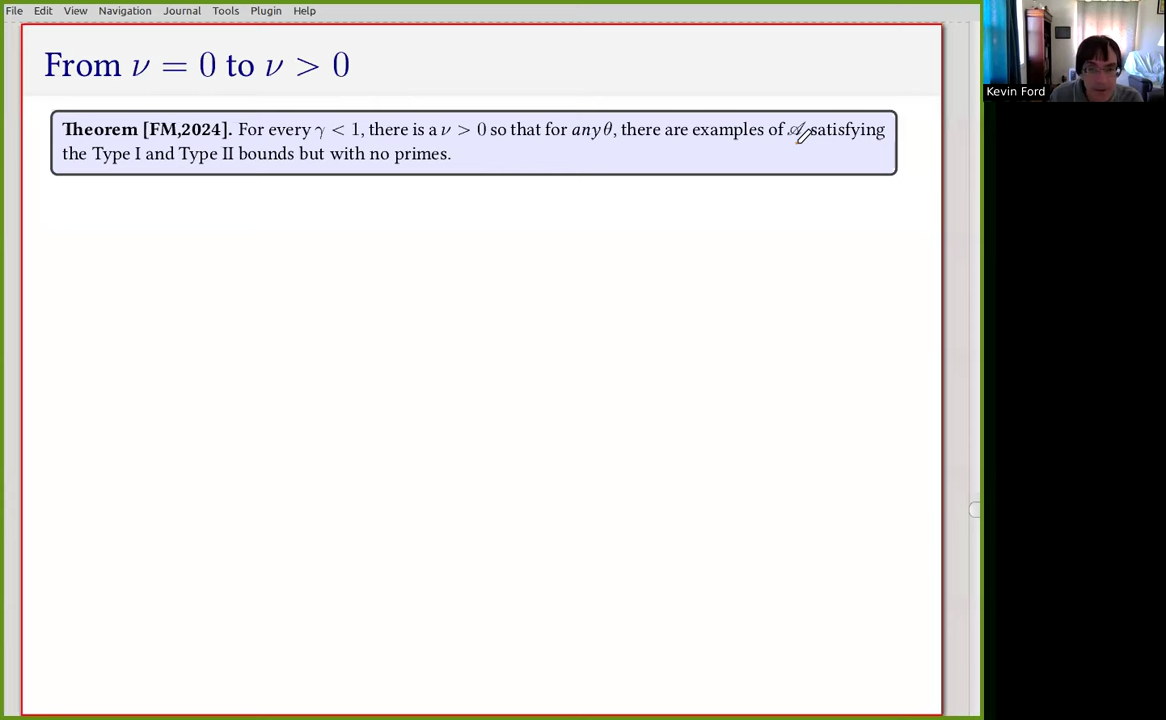 File Edit View Navigation Journal Tools Plugin Help
From ν = 0 to ν > 0
Theorem [FM,2024]. For every γ < 1, there is a ν > 0 so that for any θ, there are examples of 𝒜 satisfying
the Type I and Type II bounds but with no primes.
Kevin Ford